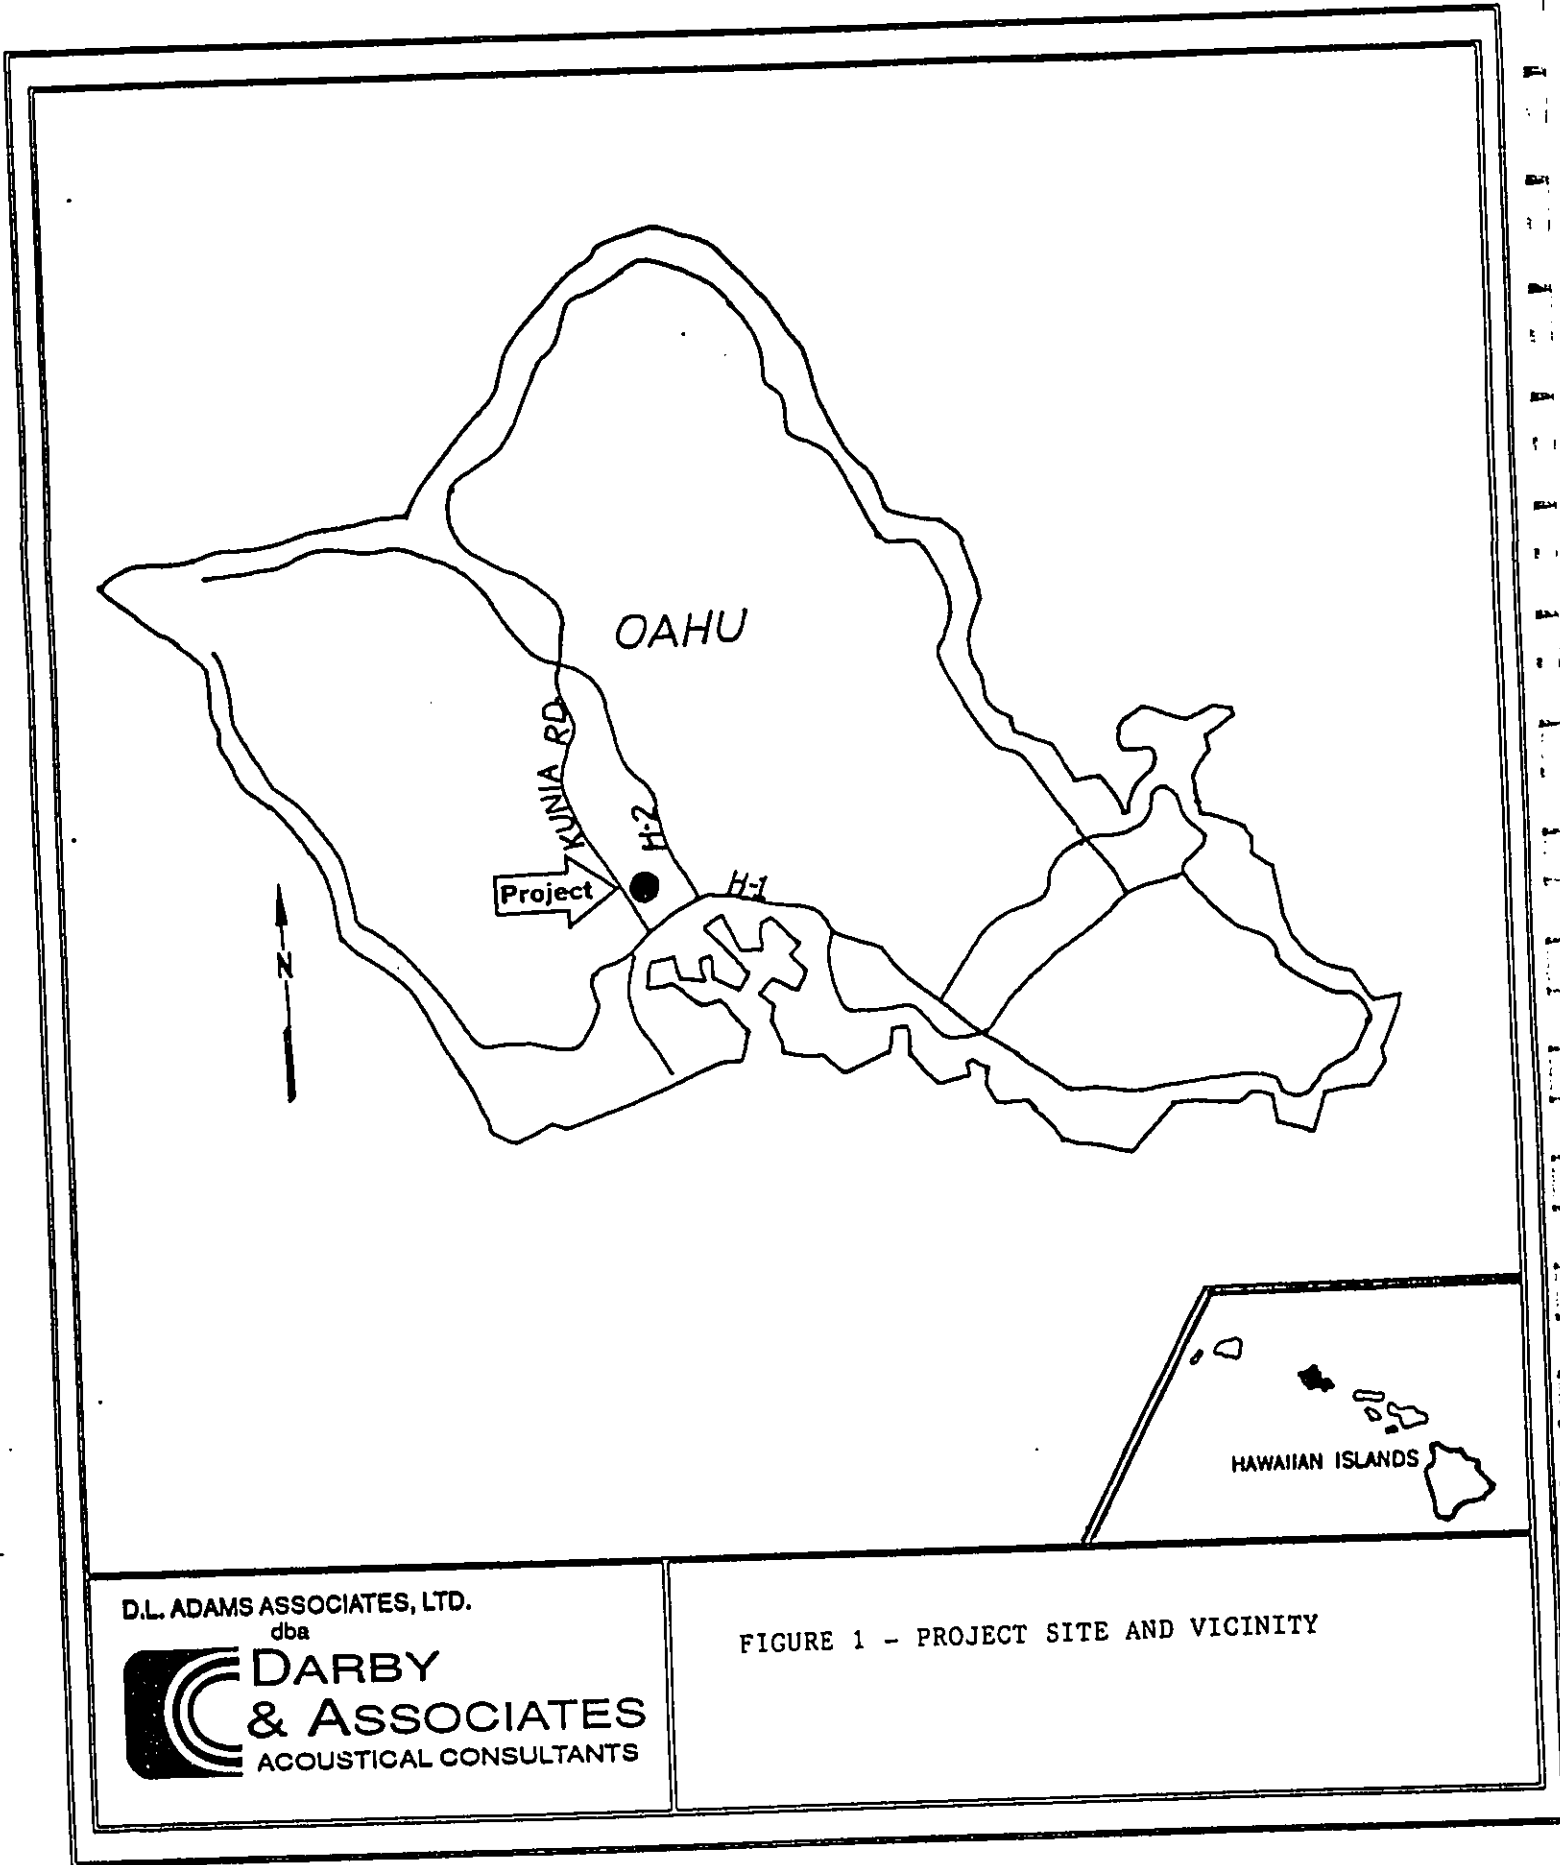 OAHU
KUNIA RD.
H-2
Project
H-1
N
HAWAIIAN ISLANDS
D.L. ADAMS ASSOCIATES, LTD.
dba
DARBY
& ASSOCIATES
ACOUSTICAL CONSULTANTS
FIGURE 1 - PROJECT SITE AND VICINITY